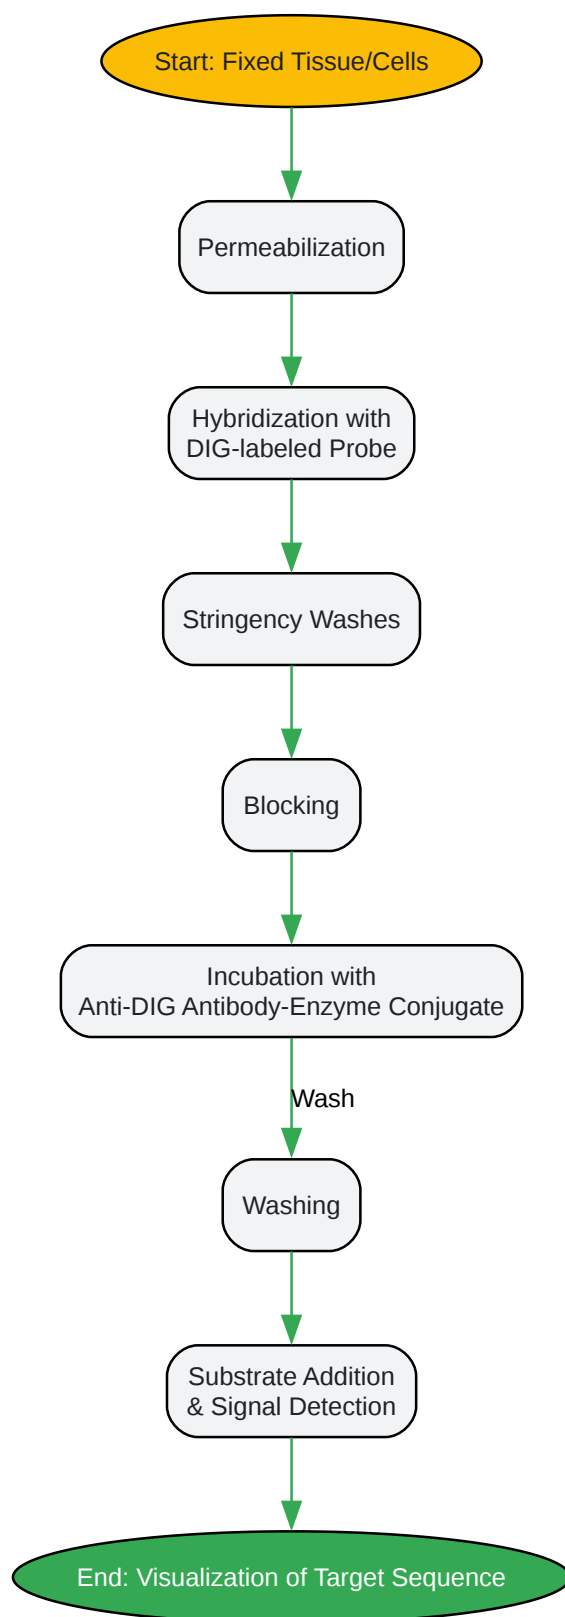 Start: Fixed Tissue/Cells
Permeabilization
Hybridization with
DIG-labeled Probe
Stringency Washes
Blocking
Incubation with
Anti-DIG Antibody-Enzyme Conjugate
Wash
Washing
Substrate Addition
& Signal Detection
End: Visualization of Target Sequence